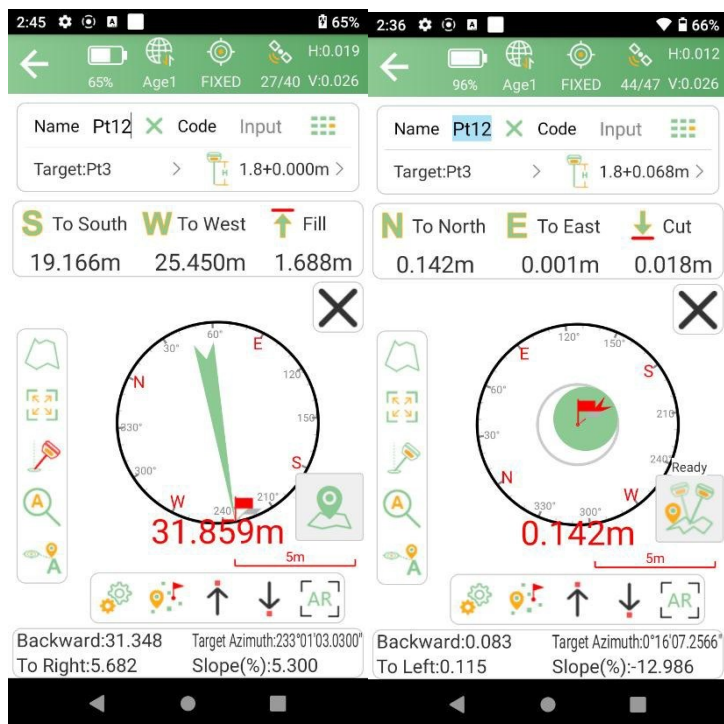 2:45 A 65%
65% Age1 FIXED 27/40 H:0.019 V:0.026
Name Pt12 Code Input
Target:Pt3 > H 1.8+0.000m >
S To South W To West Fill
19.166m 25.450m 1.688m
60°
30° E
N 120°
330° 150°
300° S
W 240° 210°
31.859m
5m
A
A
AR
Backward:31.348 Target Azimuth:233°01'03.0300"
To Right:5.682 Slope(%):5.300
2:36 A 66%
96% Age1 FIXED 44/47 H:0.012 V:0.026
Name Pt12 Code Input
Target:Pt3 > H 1.8+0.068m >
N To North E To East Cut
0.142m 0.001m 0.018m
120° 150°
E S
60° 210°
30° 240°
Ready
N W
330° 300°
0.142m
5m
A
A
AR
Backward:0.083 Target Azimuth:0°16'07.2566"
To Left:0.115 Slope(%):-12.986